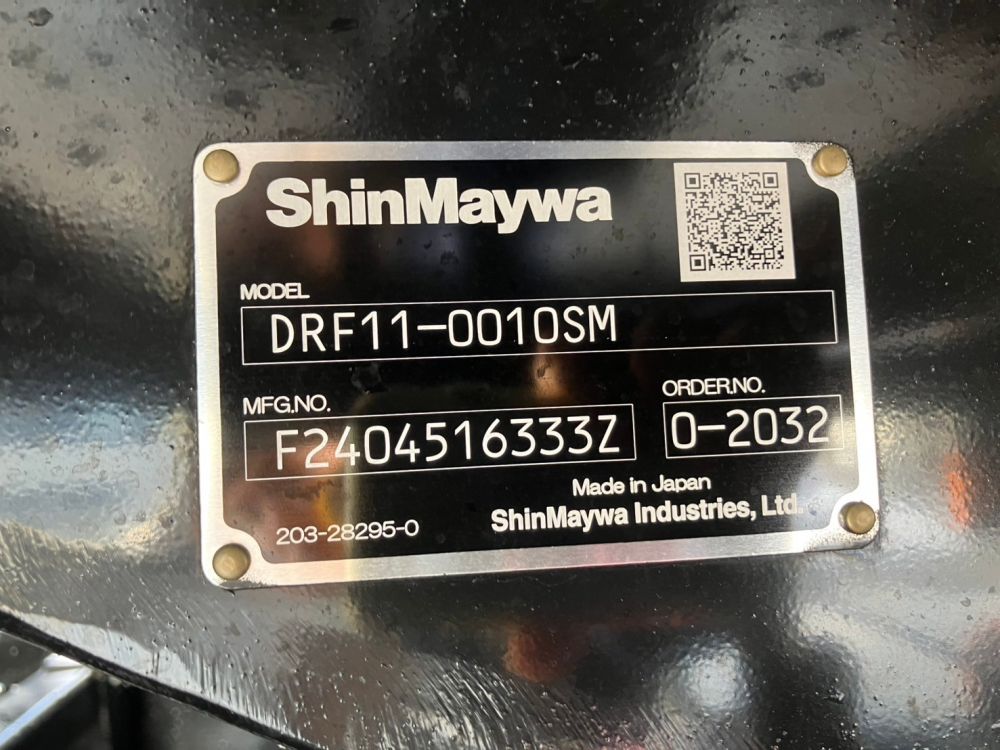 ShinMaywa
MODEL
DRF11-0010SM
MFG.NO.
F2404516333Z
ORDER.NO.
0-2032
Made in Japan
ShinMaywa Industries, Ltd.
203-28295-0